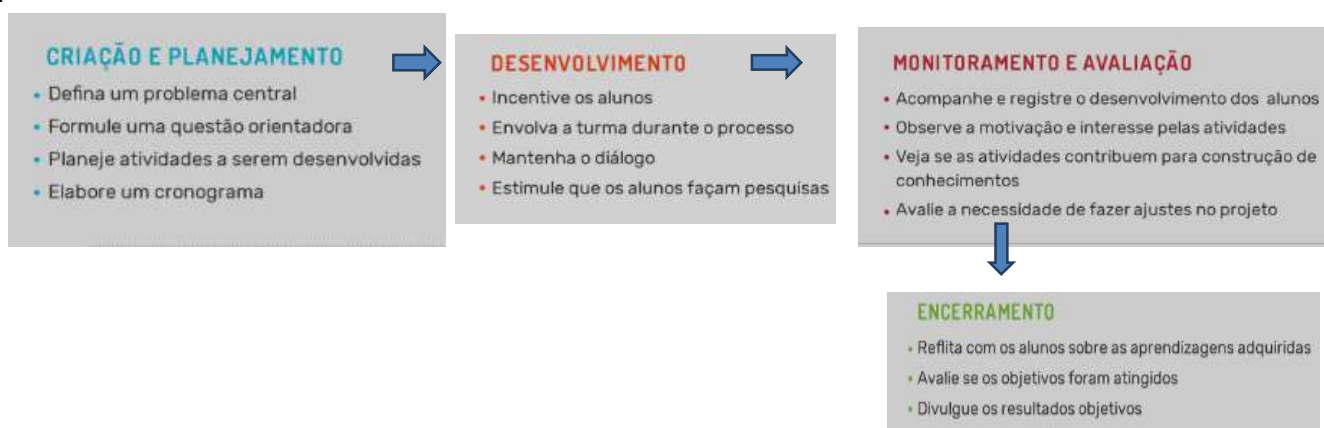 CRIAÇÃO E PLANEJAMENTO
• Defina um problema central
• Formule uma questão orientadora
• Planeje atividades a serem desenvolvidas
• Elabore um cronograma
DESENVOLVIMENTO
• Incentive os alunos
• Envolva a turma durante o processo
• Mantenha o diálogo
• Estimule que os alunos façam pesquisas
MONITORAMENTO E AVALIAÇÃO
• Acompanhe e registre o desenvolvimento dos alunos
• Observe a motivação e interesse pelas atividades
• Veja se as atividades contribuem para construção de
conhecimentos
• Avalie a necessidade de fazer ajustes no projeto
ENCERRAMENTO
• Reflita com os alunos sobre as aprendizagens adquiridas
• Avalie se os objetivos foram atingidos
• Divulgue os resultados objetivos